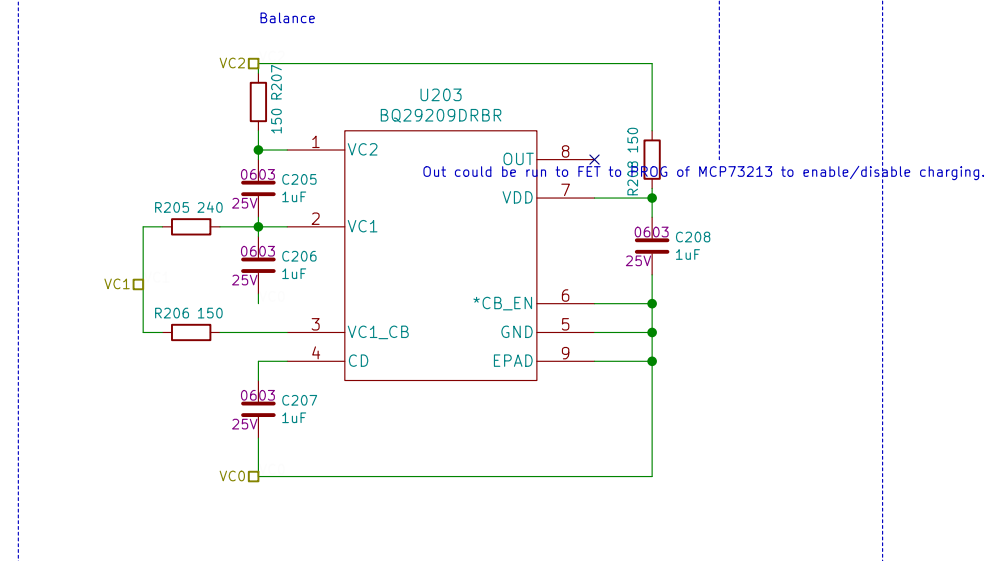 Balance
VC2
150 R207
U203
BQ29209DRBR
1
VC2
0603
C205
1uF
25V
R205 240
2
VC1
0603
C206
1uF
25V
VC1
R206 150
3
VC1_CB
4
CD
0603
C207
1uF
25V
VC0
OUT
8
R208 150
Out could be run to FET to PROG of MCP73213 to enable/disable charging.
VDD
7
0603
C208
1uF
25V
*CB_EN
6
GND
5
EPAD
9